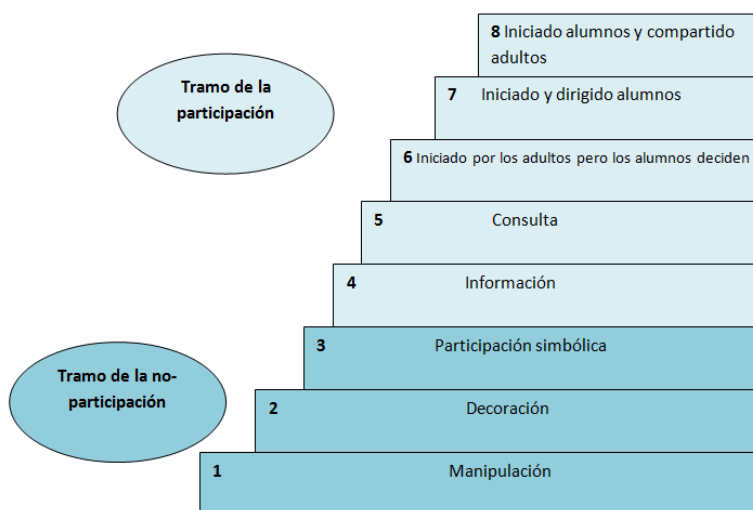 8 Iniciado alumnos y compartido
adultos
Tramo de la
participación
7 Iniciado y dirigido alumnos
6 Iniciado por los adultos pero los alumnos deciden
5 Consulta
4 Información
3 Participación simbólica
Tramo de la no-
participación
2 Decoración
1 Manipulación